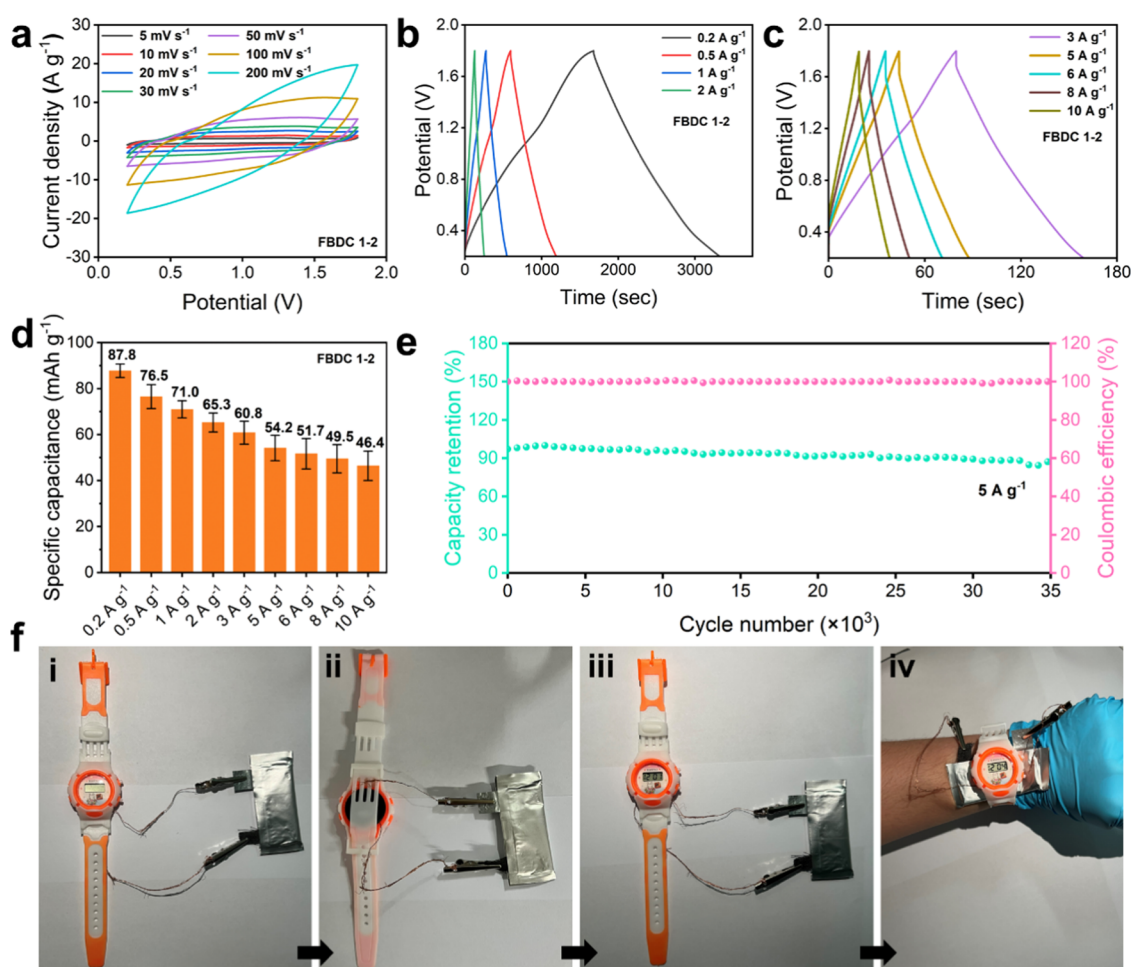 a
Current density (A g⁻¹)
30
20
10
0
-10
-20
-30
5 mV s⁻¹
10 mV s⁻¹
20 mV s⁻¹
30 mV s⁻¹
50 mV s⁻¹
100 mV s⁻¹
200 mV s⁻¹
FBDC 1-2
0.0
0.5
1.0
1.5
2.0
Potential (V)
b
Potential (V)
2.0
1.6
1.2
0.8
0.4
0.2 A g⁻¹
0.5 A g⁻¹
1 A g⁻¹
2 A g⁻¹
FBDC 1-2
0
1000
2000
3000
Time (sec)
c
Potential (V)
2.0
1.6
1.2
0.8
0.4
3 A g⁻¹
5 A g⁻¹
6 A g⁻¹
8 A g⁻¹
10 A g⁻¹
FBDC 1-2
0
60
120
180
Time (sec)
d
Specific capacitance (mAh g⁻¹)
100
80
60
40
20
0
FBDC 1-2
87.8
76.5
71.0
65.3
60.8
54.2
51.7
49.5
46.4
0.2 A g⁻¹
0.5 A g⁻¹
1 A g⁻¹
2 A g⁻¹
3 A g⁻¹
5 A g⁻¹
6 A g⁻¹
8 A g⁻¹
10 A g⁻¹
e
Capacity retention (%)
180
150
120
90
60
30
0
Coulombic efficiency (%)
120
100
80
60
40
20
0
5 A g⁻¹
0
5
10
15
20
25
30
35
Cycle number (×10³)
f
i
ii
iii
iv